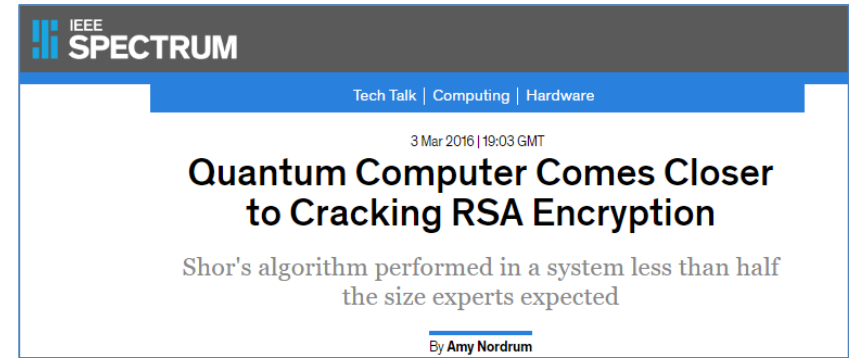 IEEE
SPECTRUM
Tech Talk | Computing | Hardware
3 Mar 2016 | 19:03 GMT
Quantum Computer Comes Closer
to Cracking RSA Encryption
Shor's algorithm performed in a system less than half
the size experts expected
By Amy Nordrum